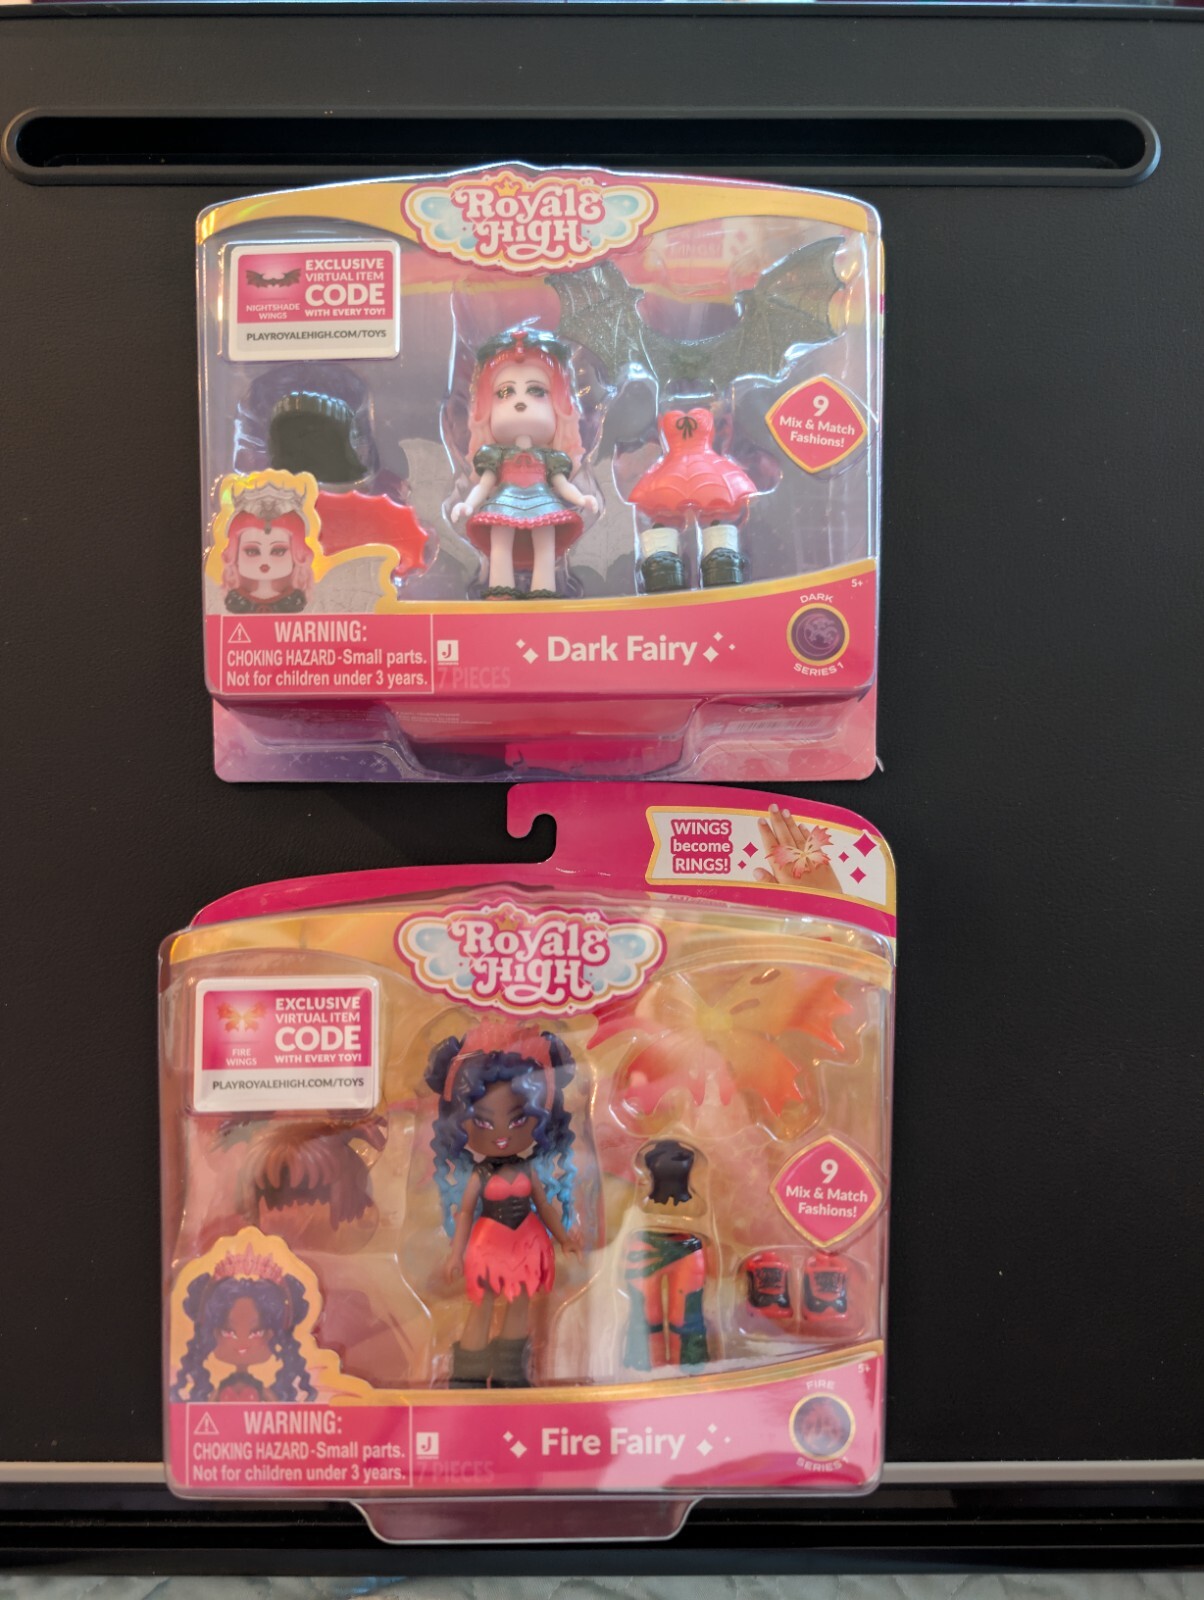 Royale
High
EXCLUSIVE
VIRTUAL ITEM
CODE
WITH EVERY TOY!
NIGHTSHADE
WINGS
PLAYROYALEHIGH.COM/TOYS
9
Mix & Match
Fashions!
5+
WARNING:
CHOKING HAZARD-Small parts.
Not for children under 3 years.
J
7 PIECES
Dark Fairy
DARK
SERIES 1
WINGS
become
RINGS!
Royale
High
EXCLUSIVE
VIRTUAL ITEM
CODE
WITH EVERY TOY!
FIRE
WINGS
PLAYROYALEHIGH.COM/TOYS
9
Mix & Match
Fashions!
5+
WARNING:
CHOKING HAZARD-Small parts.
Not for children under 3 years.
J
7 PIECES
Fire Fairy
FIRE
SERIES 1